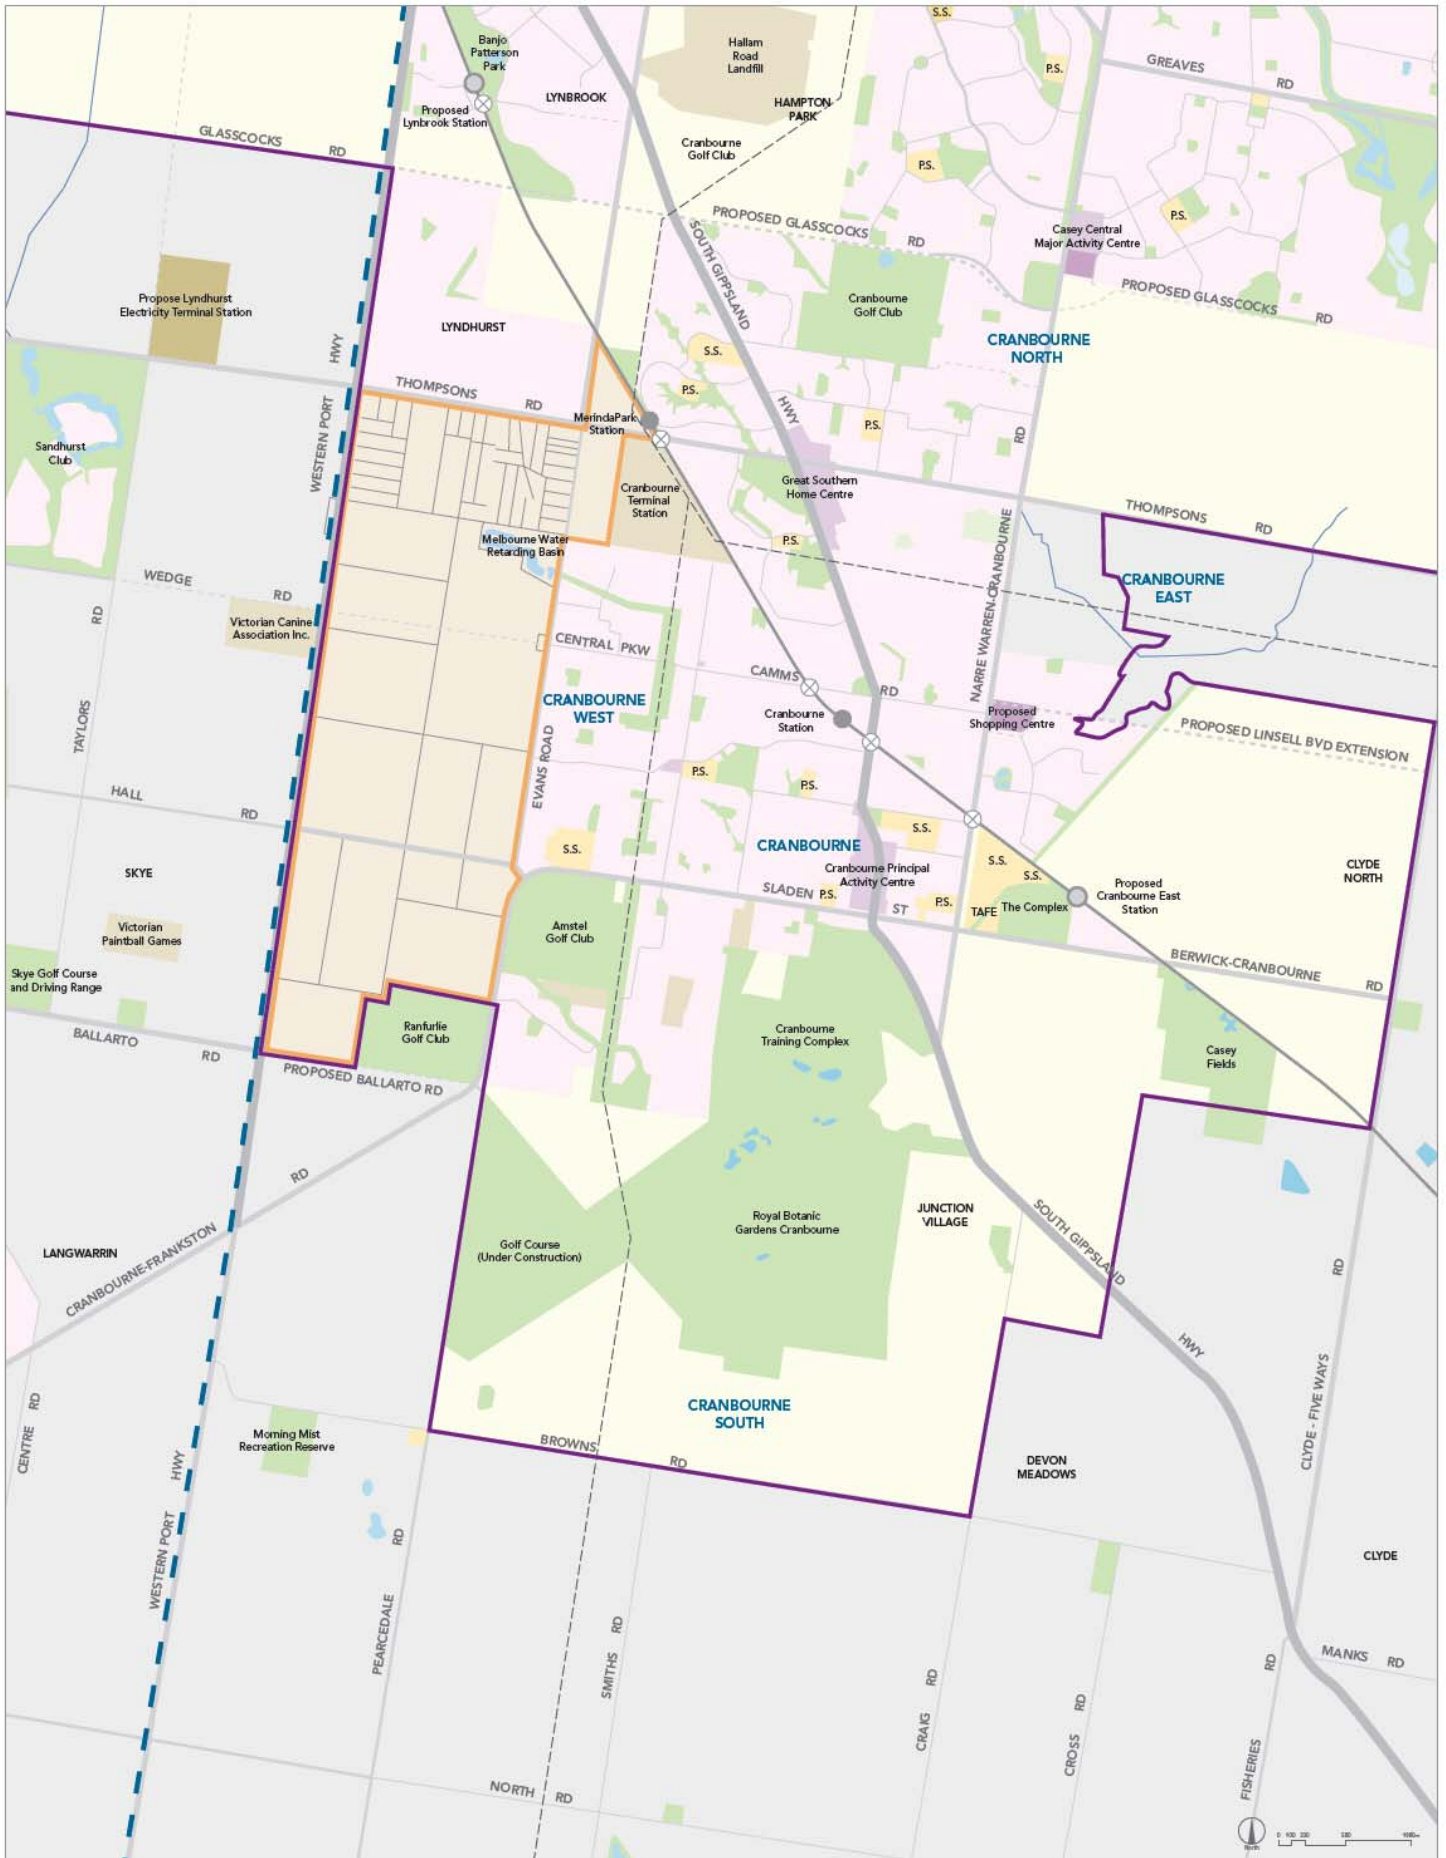 S.S.
Banjo
Patterson
Park
Hallam
Road
Landfill
GREAVES
RD
P.S.
LYNBROOK
HAMPTON
PARK
Proposed
Lynbrook Station
GLASSCOCKS
RD
Cranbourne
Golf Club
P.S.
PROPOSED GLASSCOCKS
RD
P.S.
Casey Central
Major Activity Centre
SOUTH GIPPSLAND
HWY
PROPOSED GLASSCOCKS
RD
Propose Lyndhurst
Electricity Terminal Station
Cranbourne
Golf Club
LYNDHURST
CRANBOURNE
NORTH
HWY
WESTERN PORT
S.S.
P.S.
THOMPSONS
RD
MerindaPark
Station
P.S.
RD
NARRE WARREN-CRANBOURNE
Sandhurst
Club
Cranbourne
Terminal
Station
Great Southern
Home Centre
THOMPSONS
RD
Melbourne Water
Retarding Basin
P.S.
WEDGE
RD
CRANBOURNE
EAST
RD
TAYLORS
Victorian Canine
Association Inc.
CENTRAL PKW
CAMMS
RD
CRANBOURNE
WEST
Cranbourne
Station
Proposed
Shopping Centre
PROPOSED LINSELL BVD EXTENSION
EVANS ROAD
P.S.
P.S.
HALL
RD
S.S.
S.S.
CRANBOURNE
S.S.
S.S.
CLYDE
NORTH
SKYE
Cranbourne Principal
Activity Centre
SLADEN
P.S.
ST
P.S.
TAFE
The Complex
Proposed
Cranbourne East
Station
Victorian
Paintball Games
Amstel
Golf Club
BERWICK-CRANBOURNE
RD
Skye Golf Course
and Driving Range
Ranfurlie
Golf Club
Cranbourne
Training Complex
Casey
Fields
BALLARTO
RD
PROPOSED BALLARTO RD
RD
CRANBOURNE-FRANKSTON
LANGWARRIN
Golf Course
(Under Construction)
Royal Botanic
Gardens Cranbourne
JUNCTION
VILLAGE
SOUTH GIPPSLAND
HWY
RD
CLYDE - FIVE WAYS
CENTRE
RD
CRANBOURNE
SOUTH
Morning Mist
Recreation Reserve
BROWNS
RD
HWY
WESTERN PORT
DEVON
MEADOWS
RD
PEARCEDALE
CLYDE
SMITHS
RD
CRAIG
RD
CROSS
RD
FISHERIES
RD
MANKS
RD
NORTH
RD
North